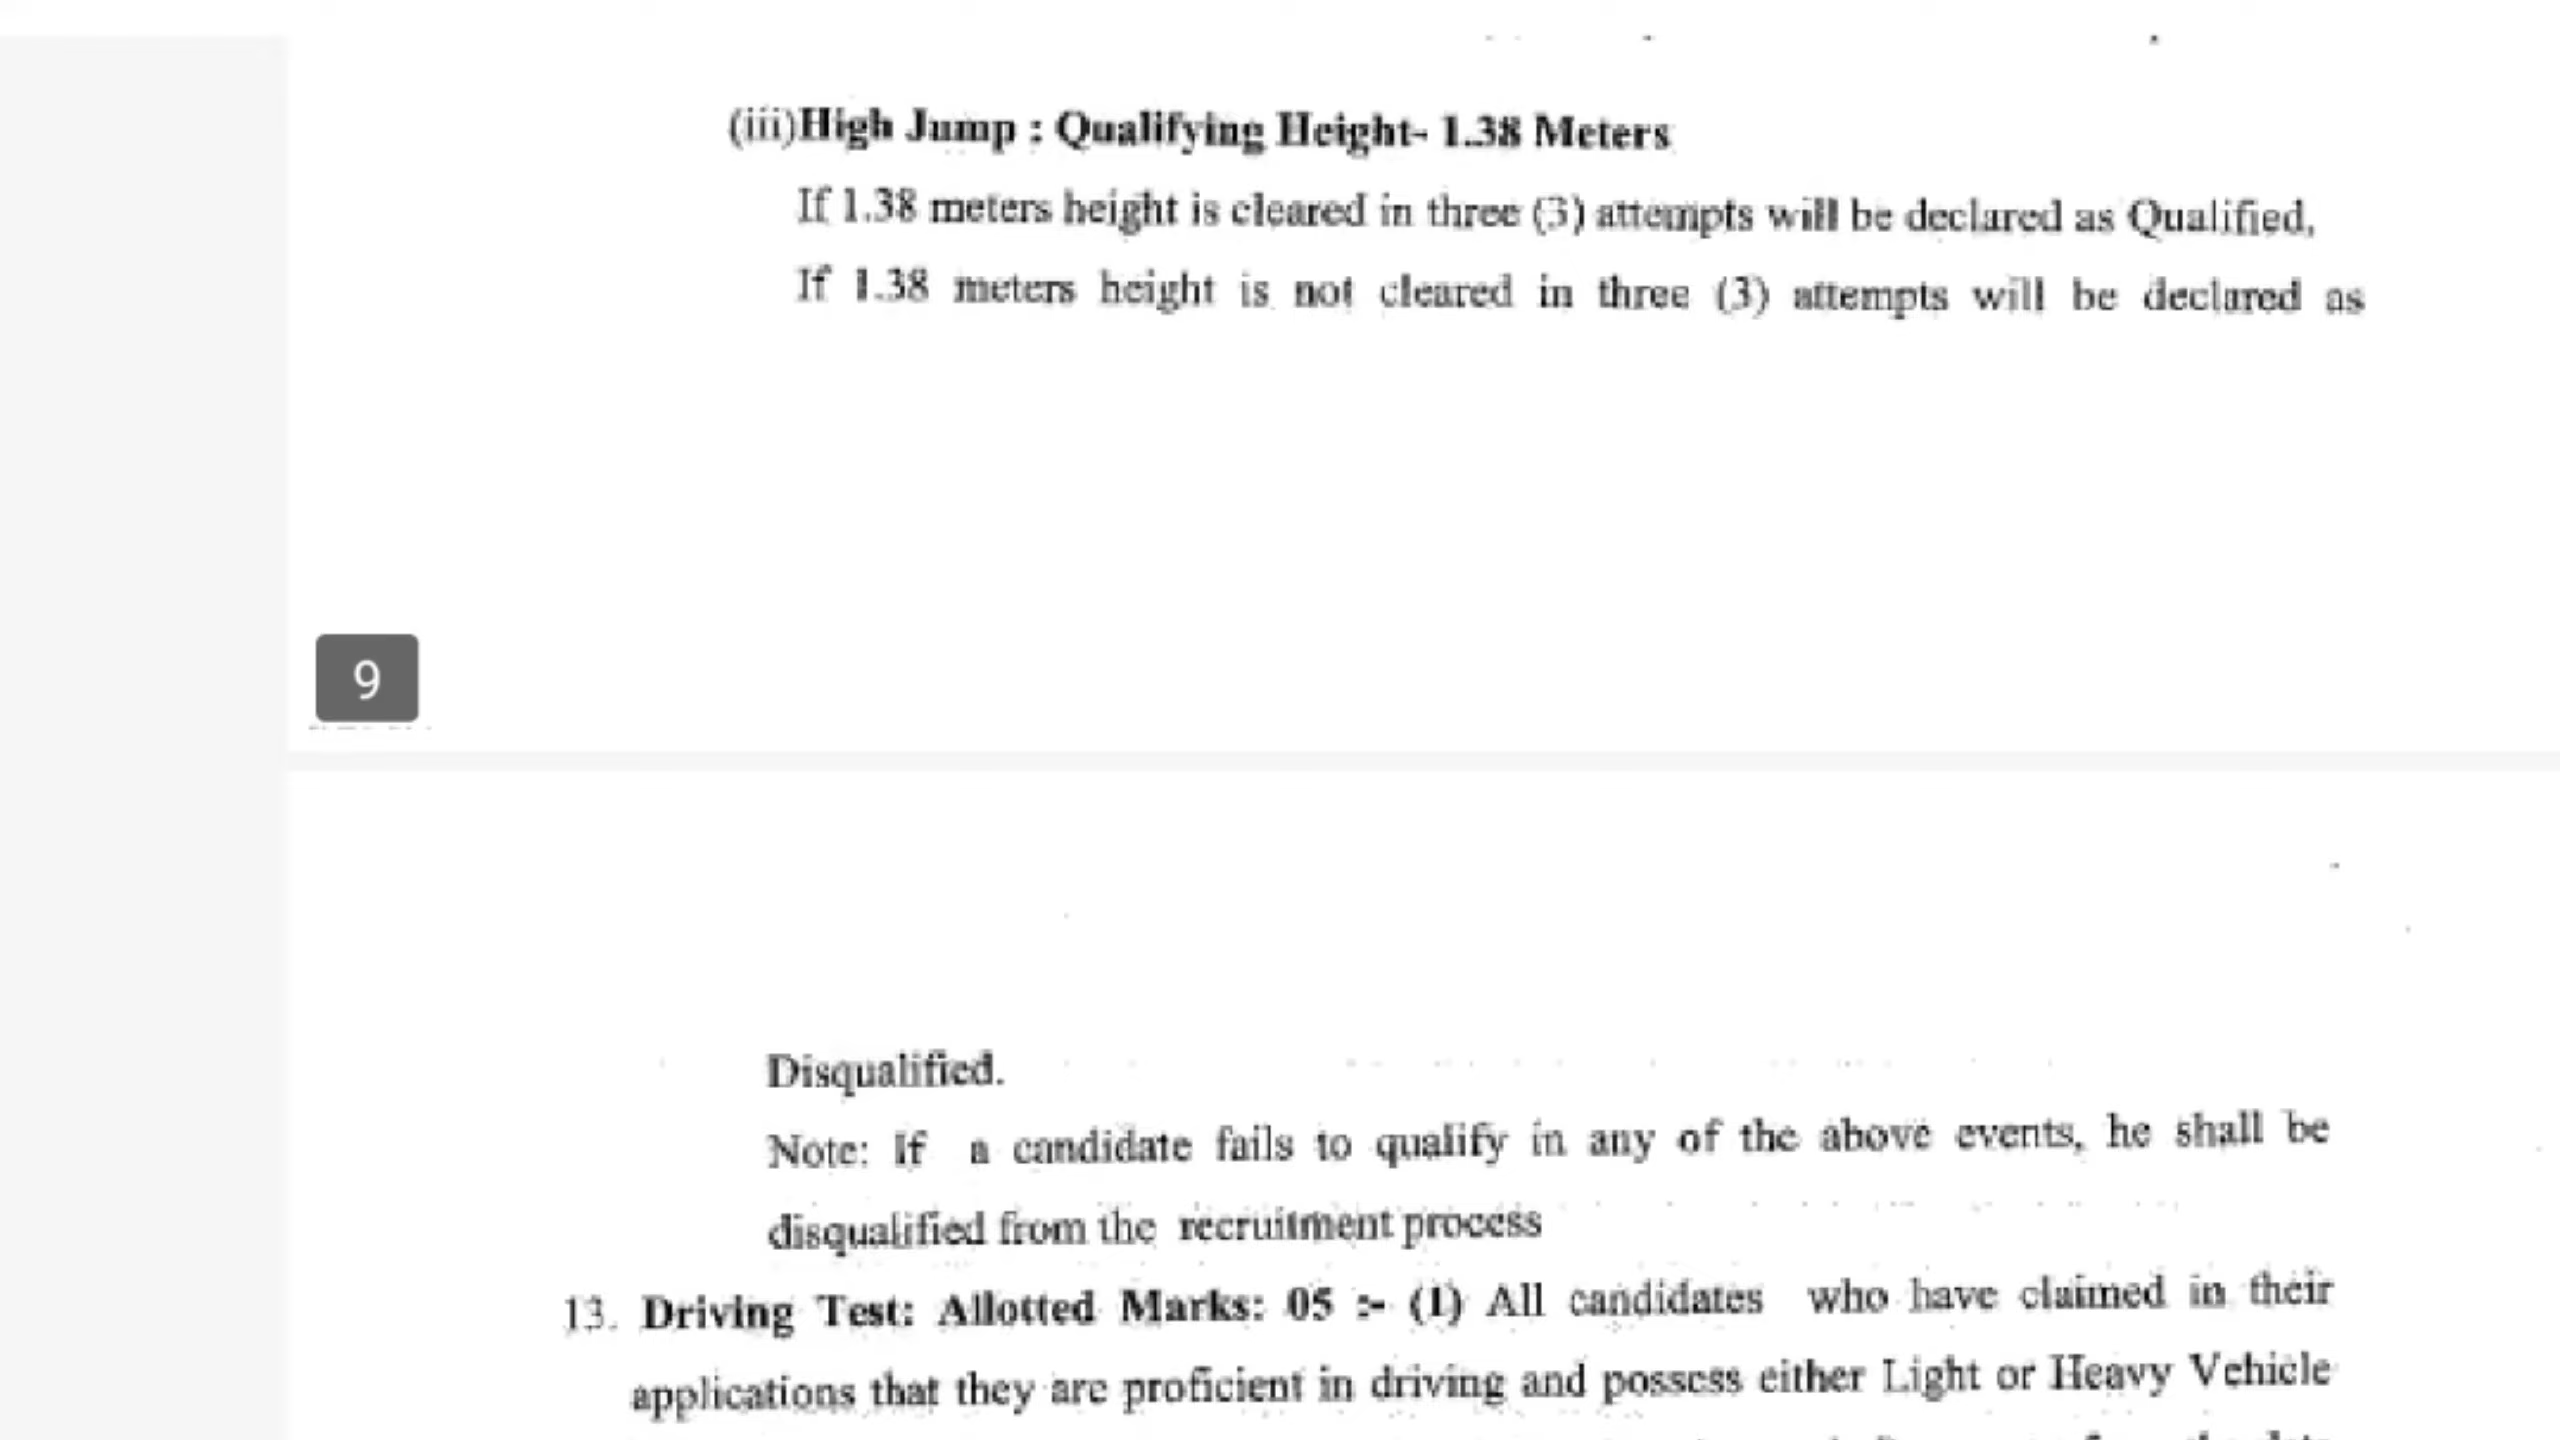 (iii)High Jump : Qualifying Height- 1.38 Meters
If 1.38 meters height is cleared in three (3) attempts will be declared as Qualified,
If 1.38 meters height is not cleared in three (3) attempts will be declared as
9
Disqualified.
Note: If a candidate fails to qualify in any of the above events, he shall be
disqualified from the recruitment process
13. Driving Test: Allotted Marks: 05 :- (1) All candidates who have claimed in their
applications that they are proficient in driving and possess either Light or Heavy Vehicle